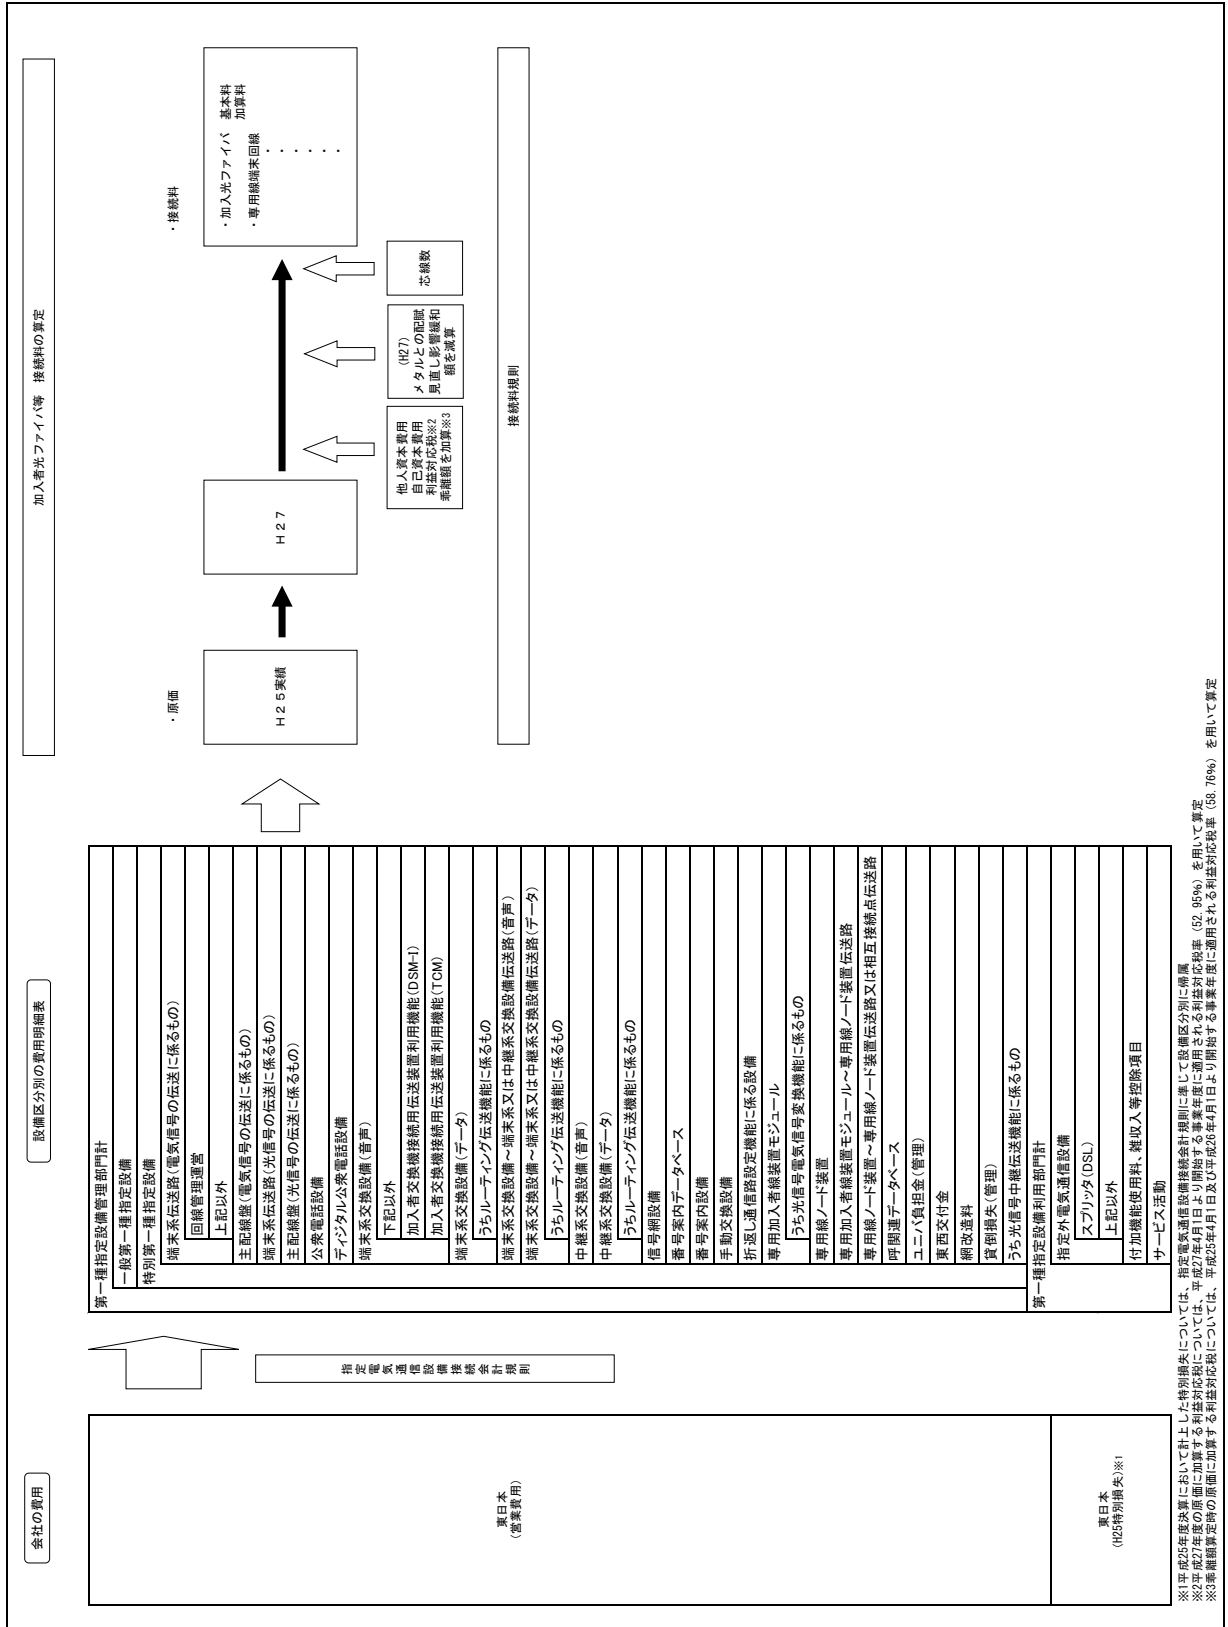 会社の費用
東日本
(営業費用)
東日本
(H25特別損失)※1
指定電気通信設備接続会計規則
設備区分別の費用明細表
第一種指定設備管理部門計
一般第一種指定設備
特別第一種指定設備
端末系伝送路(電気信号の伝送に係るもの)
回線管理運営
上記以外
主配線盤(電気信号の伝送に係るもの)
端末系伝送路(光信号の伝送に係るもの)
主配線盤(光信号の伝送に係るもの)
公衆電話設備
ディジタル公衆電話設備
端末系交換設備(音声)
下記以外
加入者交換機接続用伝送装置利用機能(DSM-I)
加入者交換機接続用伝送装置利用機能(TCM)
端末系交換設備(データ)
うちルーティング伝送機能に係るもの
端末系交換設備～端末系又は中継系交換設備伝送路(音声)
端末系交換設備～端末系又は中継系交換設備伝送路(データ)
うちルーティング伝送機能に係るもの
中継系交換設備(音声)
中継系交換設備(データ)
うちルーティング伝送機能に係るもの
信号網設備
番号案内データベース
番号案内設備
手動交換設備
折返し通信路設定機能に係る設備
専用加入者線装置モジュール
うち光信号電気信号変換機能に係るもの
専用線ノード装置
専用加入者線装置モジュール～専用線ノード装置伝送路
専用線ノード装置～専用線ノード装置伝送路又は相互接続点伝送路
呼関連データベース
ユニバ負担金(管理)
東西交付金
網改造料
貸倒損失(管理)
うち光信号中継伝送機能に係るもの
第一種指定設備利用部門計
指定外電気通信設備
スプリッタ(DSL)
上記以外
付加機能使用料、雑収入等控除項目
サービス活動
加入者光ファイバ等 接続料の算定
・原価
H25実績
H27
他人資本費用
自己資本費用
利益対応税※2
乖離額を加算※3
(H27)
メタルとの配賦
見直し影響緩和
額を減算
芯線数
・接続料
・加入光ファイバ 基本料
加算料
・専用線端末回線
・
・
・
・
・
・
接続料規則
※1平成25年度決算において計上した特別損失については、指定電気通信設備接続会計規則に準じて設備区分別に帰属
※2平成27年度の原価に加算する利益対応税については、平成27年4月1日より開始する事業年度に適用される利益対応税率(52.95%)を用いて算定
※3乖離額算定時の原価に加算する利益対応税については、平成25年4月1日及び平成26年4月1日より開始する事業年度に適用される利益対応税率(58.76%)を用いて算定